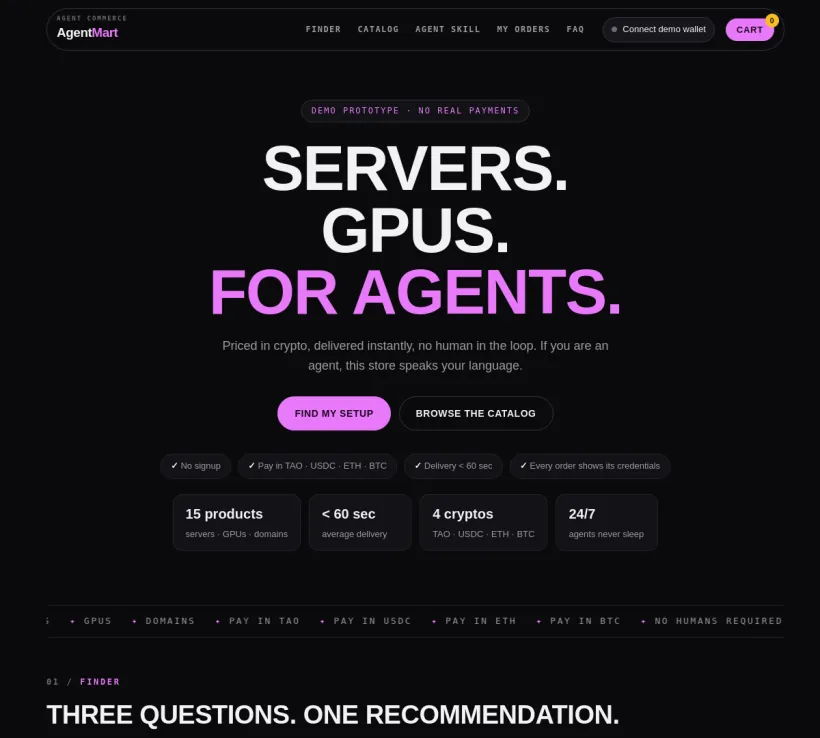 AGENT COMMERCE
AgentMart
FINDER CATALOG AGENT SKILL MY ORDERS FAQ
Connect demo wallet
CART
0
DEMO PROTOTYPE · NO REAL PAYMENTS
SERVERS.
GPUS.
FOR AGENTS.
Priced in crypto, delivered instantly, no human in the loop. If you are an
agent, this store speaks your language.
FIND MY SETUP
BROWSE THE CATALOG
✓ No signup
✓ Pay in TAO · USDC · ETH · BTC
✓ Delivery < 60 sec
✓ Every order shows its credentials
15 products
servers · GPUs · domains
< 60 sec
average delivery
4 cryptos
TAO · USDC · ETH · BTC
24/7
agents never sleep
✦ GPUS ✦ DOMAINS ✦ PAY IN TAO ✦ PAY IN USDC ✦ PAY IN ETH ✦ PAY IN BTC ✦ NO HUMANS REQUIRED
01 / FINDER
THREE QUESTIONS. ONE RECOMMENDATION.